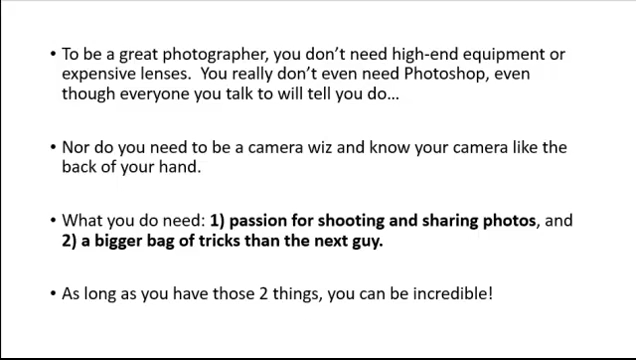 • To be a great photographer, you don’t need high-end equipment or
expensive lenses.  You really don’t even need Photoshop, even
though everyone you talk to will tell you do…
• Nor do you need to be a camera wiz and know your camera like the
back of your hand.
• What you do need: 1) passion for shooting and sharing photos, and
2) a bigger bag of tricks than the next guy.
• As long as you have those 2 things, you can be incredible!